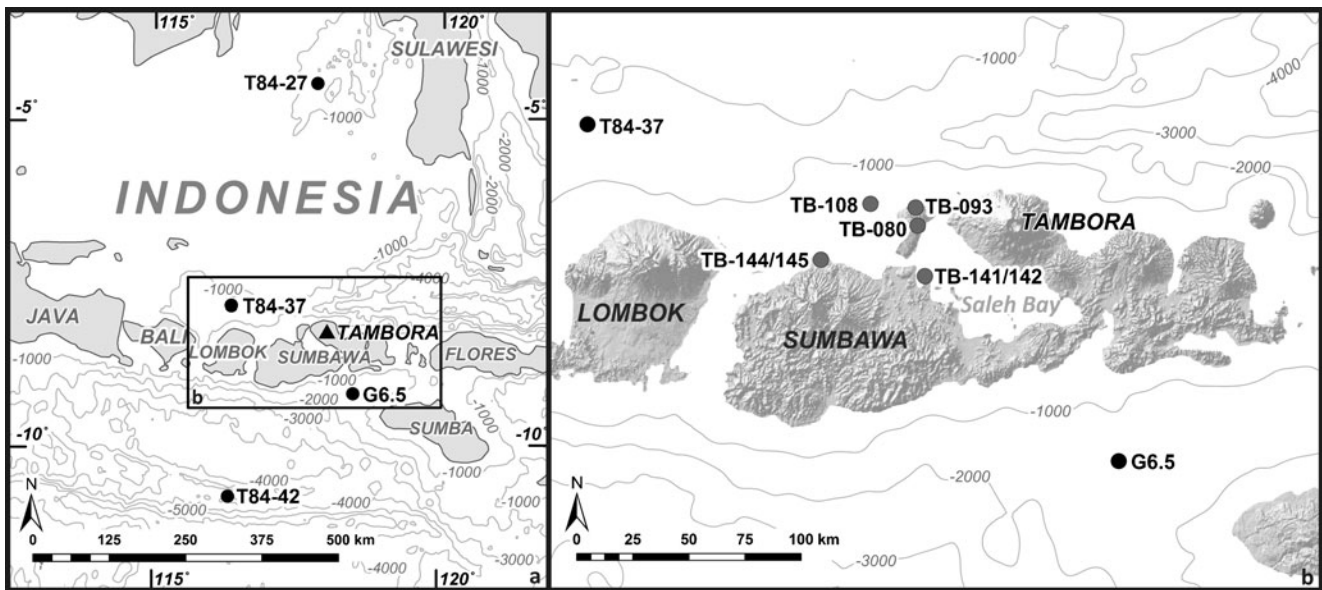 115˚
120˚
SULAWESI
-1000
T84-27
-5˚
-5˚
-1000
-2000
-2000
INDONESIA
-1000
-4000
-1000
T84-37
JAVA
BALI
LOMBOK
TAMBORA
SUMBAWA
FLORES
-1000
-1000
-2000
G6.5
b
-3000
SUMBA
-1000
-10˚
-10˚
-1000
-4000
T84-42
-4000
-5000
-1000
N
0 125 250 375 500 km
-3000
-4000
115˚
120˚
a
-1000
-4000
T84-37
-3000
-2000
-1000
TB-108
TB-093
TB-080
TAMBORA
TB-144/145
TB-141/142
Saleh Bay
LOMBOK
SUMBAWA
-1000
G6.5
-2000
N
0 25 50 75 100 km
-3000
b